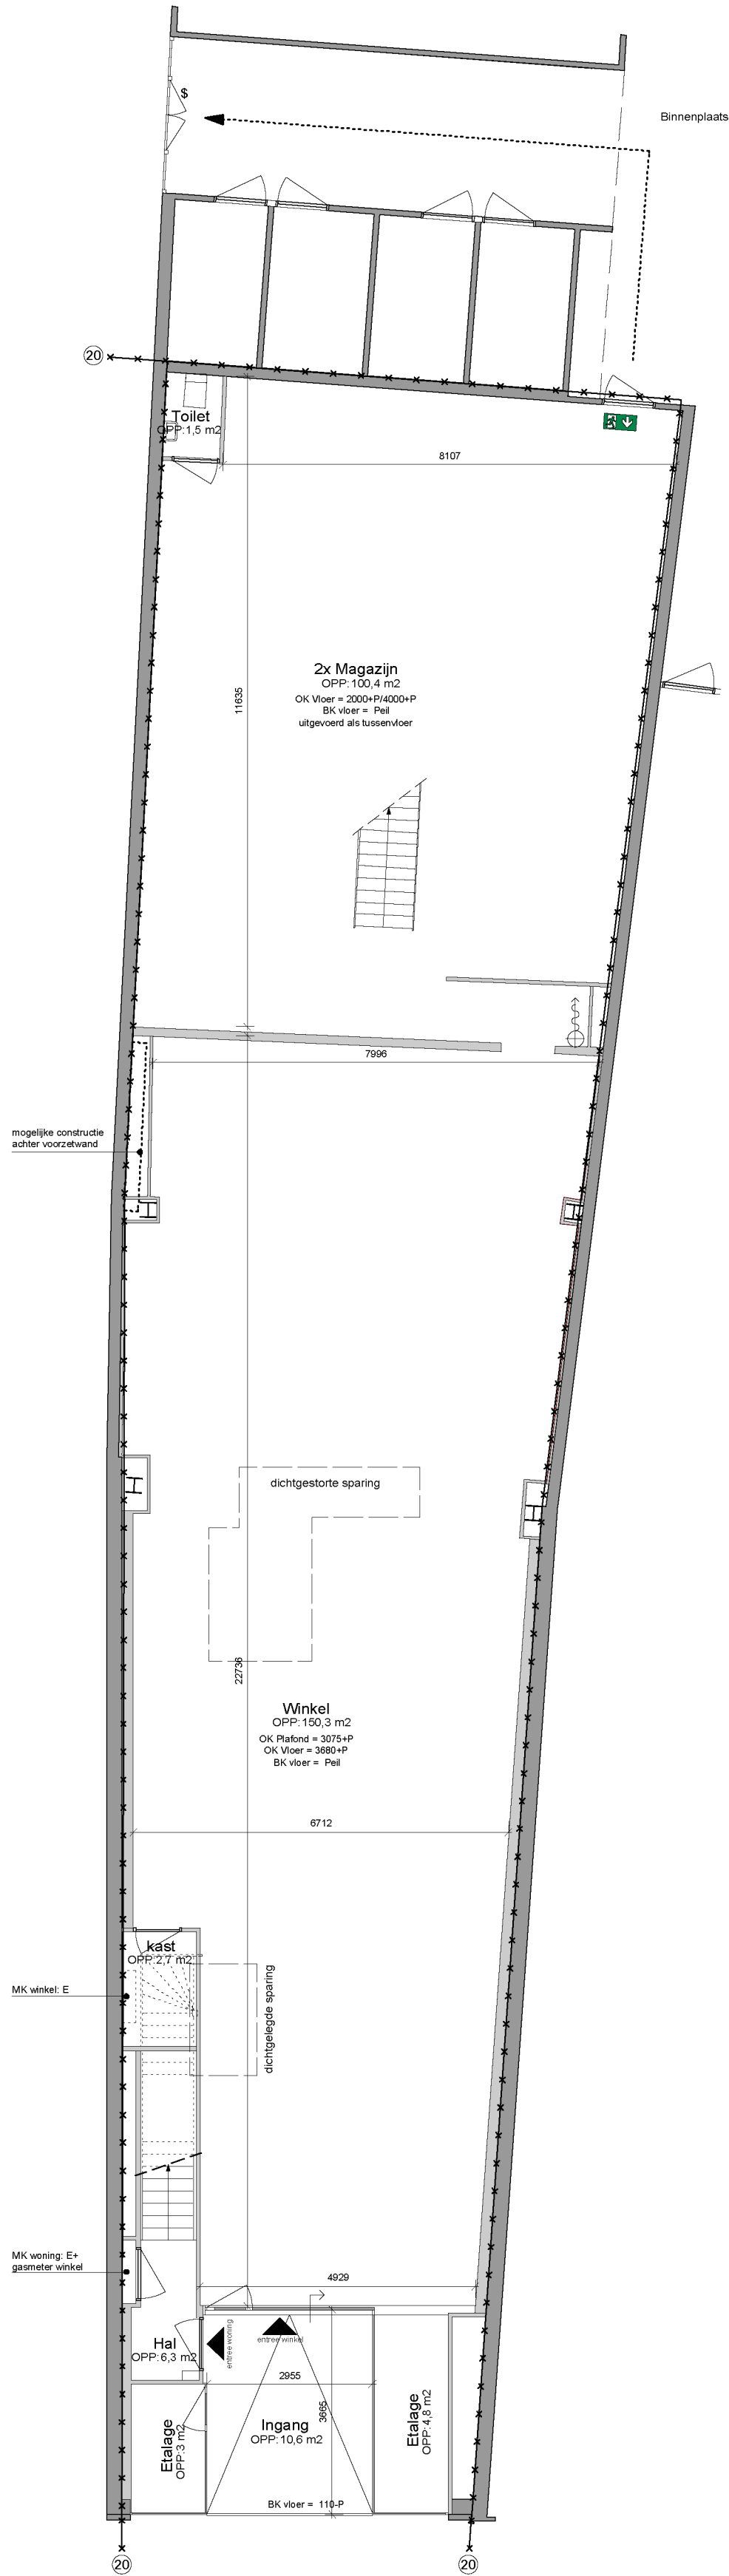 $
Binnenplaats
20
Toilet
OPP:1,5 m2
8107
11635
2x Magazijn
OPP:100,4 m2
OK Vloer = 2000+P/4000+P
BK vloer = Peil
uitgevoerd als tussenvloer
7996
mogelijke constructie
achter voorzetwand
dichtgestorte sparing
22736
Winkel
OPP:150,3 m2
OK Plafond = 3075+P
OK Vloer = 3680+P
BK vloer = Peil
6712
kast
OPP:2,7 m2
MK winkel: E
dichtgelegde sparing
MK woning: E+
gasmeter winkel
4929
Hal
OPP:6,3 m2
entree woning
entree winkel
2955
3665
Etalage
OPP:3 m2
Ingang
OPP:10,6 m2
Etalage
OPP:4,8 m2
BK vloer = 110-P
20
20